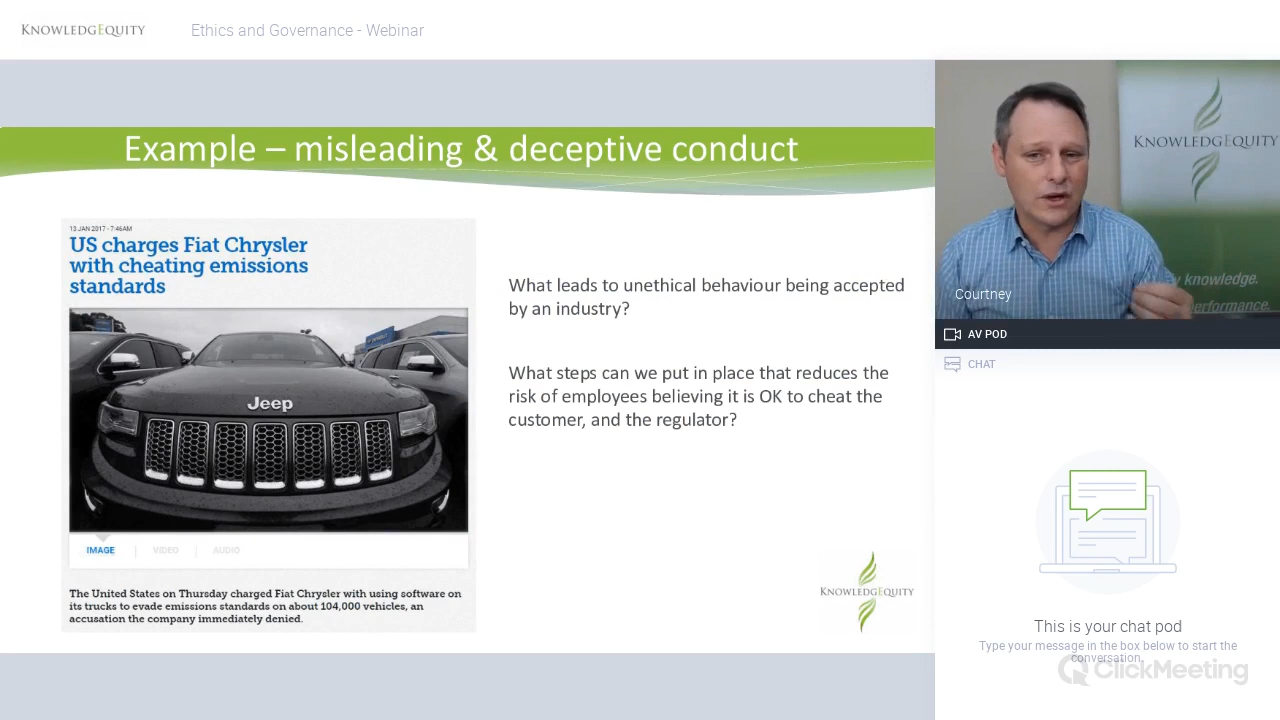 KNOWLEDGEQUITY
Ethics and Governance - Webinar
Example – misleading & deceptive conduct
13 JAN 2017 - 7:46AM
US charges Fiat Chrysler
with cheating emissions
standards
Jeep
IMAGE
VIDEO
AUDIO
The United States on Thursday charged Fiat Chrysler with using software on
its trucks to evade emissions standards on about 104,000 vehicles, an
accusation the company immediately denied.
What leads to unethical behaviour being accepted
by an industry?
What steps can we put in place that reduces the
risk of employees believing it is OK to cheat the
customer, and the regulator?
KNOWLEDGEQUITY
KNOWLEDGEQUITY
knowledge.
performance.
Courtney
AV POD
CHAT
This is your chat pod
Type your message in the box below to start the
conversation.
ClickMeeting